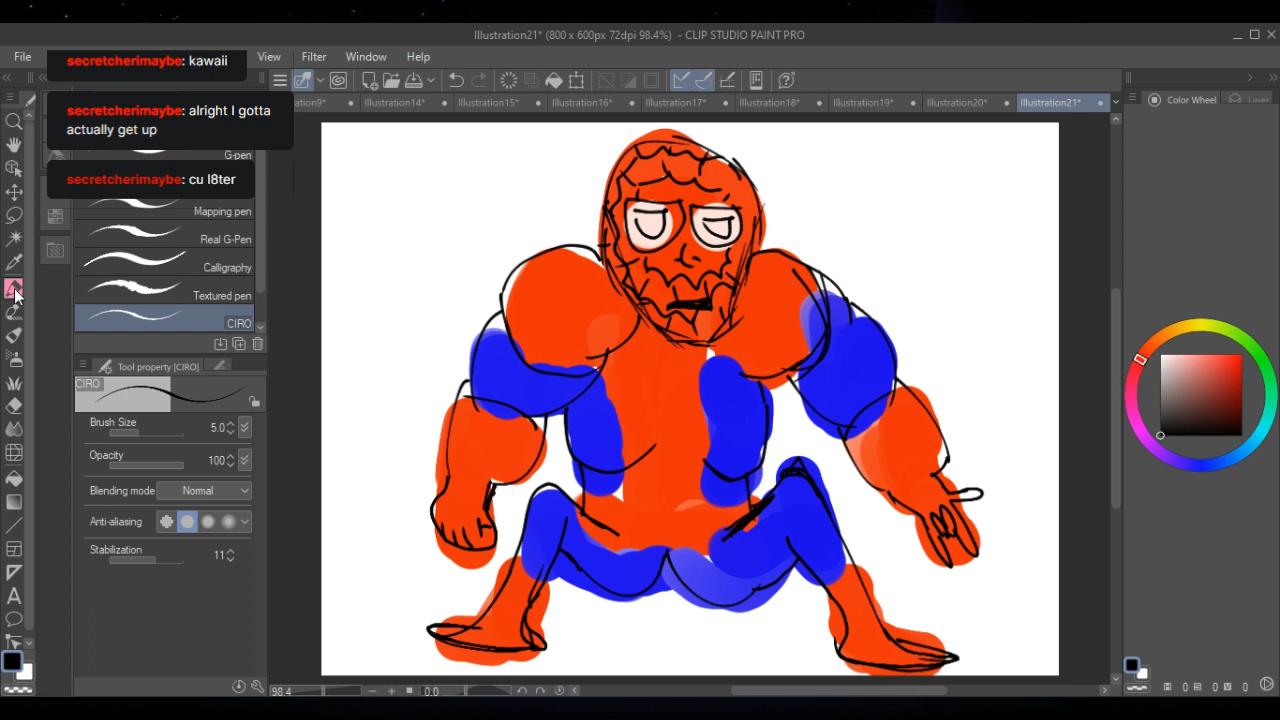 Illustration21* (800 x 600px 72dpi 98.4%) - CLIP STUDIO PAINT PRO
File View Filter Window Help
secretcherimaybe: kawaii
Illustration14* Illustration15* Illustration16* Illustration17* Illustration18* Illustration19* Illustration20* Illustration21*
Color Wheel Layer
secretcherimaybe: alright I gotta
actually get up
G-pen
secretcherimaybe: cu l8ter
Mapping pen
Real G-Pen
Calligraphy
Textured pen
CIRO
Tool property [CIRO]
CIRO
Brush Size 5.0
Opacity 100
Blending mode Normal
Anti-aliasing
Stabilization 11
98.4 0.0
0 0 0